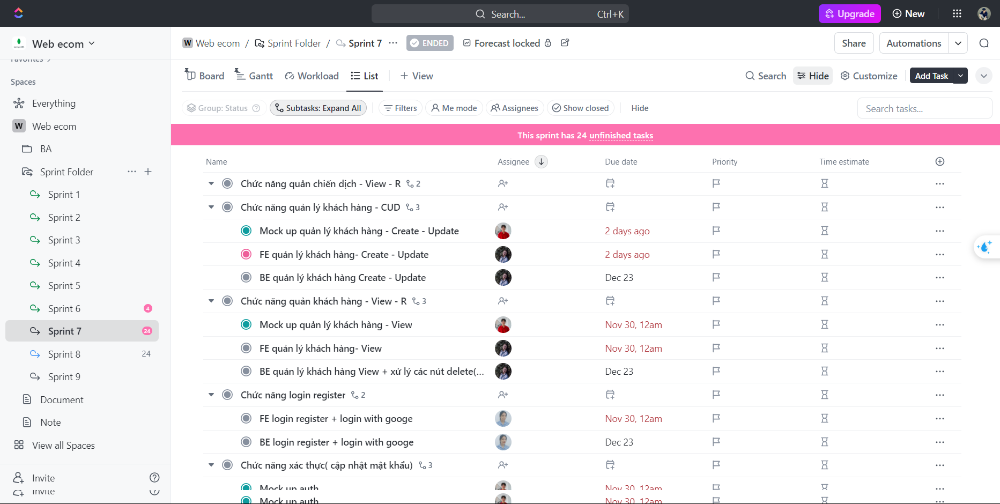 Search...
Ctrl+K
Upgrade
New
Web ecom
Favorites
Spaces
Everything
W Web ecom
BA
Sprint Folder
Sprint 1
Sprint 2
Sprint 3
Sprint 4
Sprint 5
Sprint 6 4
Sprint 7 24
Sprint 8 24
Sprint 9
Document
Note
View all Spaces
Invite
Invite
W Web ecom / Sprint Folder / Sprint 7 ... ENDED Forecast locked
Share
Automations
Board Gantt Workload List + View
Search Hide Customize Add Task
Group: Status Subtasks: Expand All Filters Me mode Assignees Show closed Hide
Search tasks...
This sprint has 24 unfinished tasks
Name Assignee Due date Priority Time estimate
Chức năng quản chiến dịch - View - R 2
Chức năng quản lý khách hàng - CUD 3
Mock up quản lý khách hàng - Create - Update 2 days ago
FE quản lý khách hàng- Create - Update 2 days ago
BE quản lý khách hàng Create - Update Dec 23
Chức năng quản khách hàng - View - R 3
Mock up quản lý khách hàng - View Nov 30, 12am
FE quản lý khách hàng- View Nov 30, 12am
BE quản lý khách hàng View + xử lý các nút delete(... Dec 23
Chức năng login register 2
FE login register + login with googe Nov 30, 12am
BE login register + login with googe Dec 23
Chức năng xác thực( cập nhật mật khẩu) 3
Mock up auth Nov 30, 12am
Mock up auth Nov 30, 12am